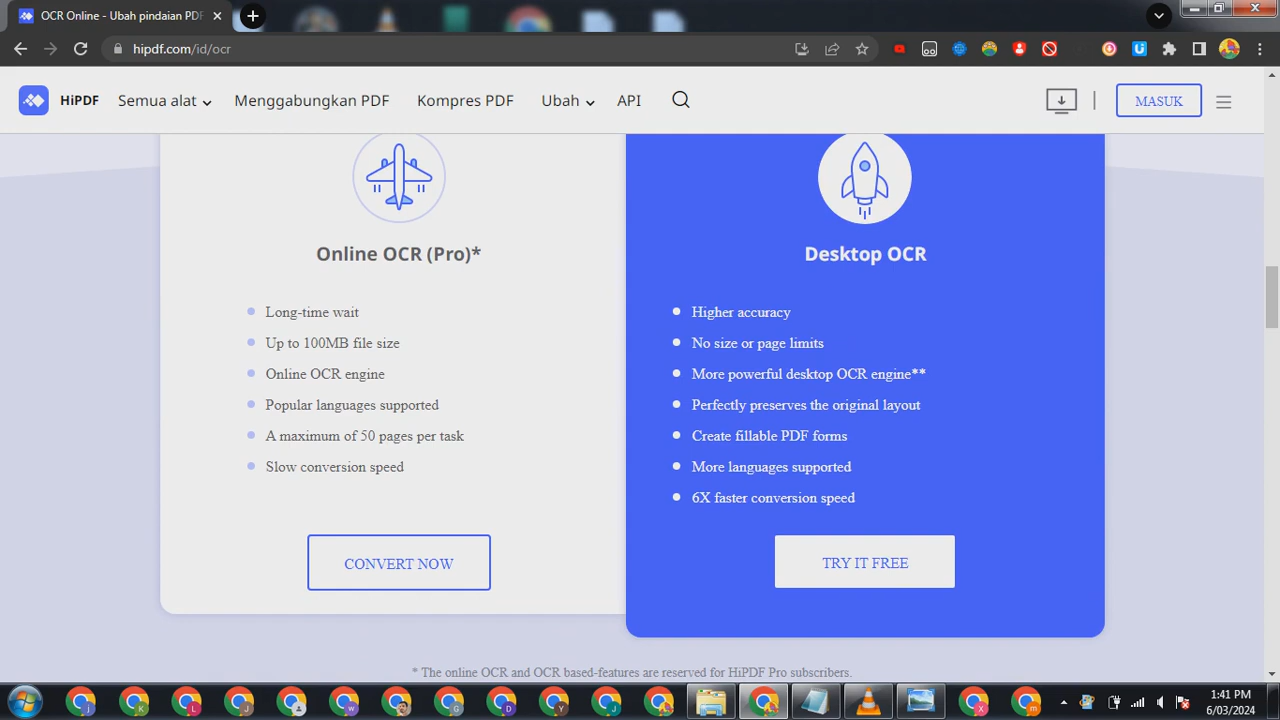 OCR Online - Ubah pindaian PDF
hipdf.com/id/ocr
HiPDF
Semua alat
Menggabungkan PDF
Kompres PDF
Ubah
API
MASUK
Online OCR (Pro)*
Long-time wait
Up to 100MB file size
Online OCR engine
Popular languages supported
A maximum of 50 pages per task
Slow conversion speed
CONVERT NOW
Desktop OCR
Higher accuracy
No size or page limits
More powerful desktop OCR engine**
Perfectly preserves the original layout
Create fillable PDF forms
More languages supported
6X faster conversion speed
TRY IT FREE
* The online OCR and OCR based-features are reserved for HiPDF Pro subscribers.
1:41 PM
6/03/2024